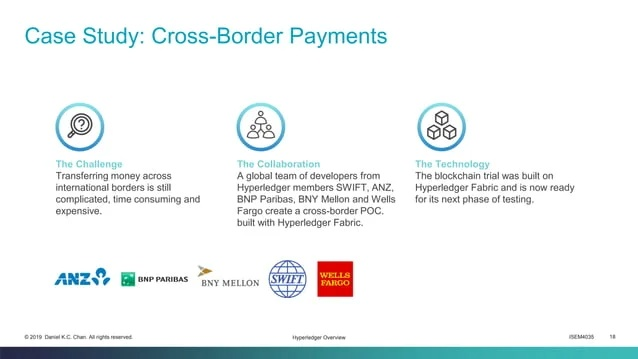 Case Study: Cross-Border Payments
The Challenge
Transferring money across
international borders is still
complicated, time consuming and
expensive.
The Collaboration
A global team of developers from
Hyperledger members SWIFT, ANZ,
BNP Paribas, BNY Mellon and Wells
Fargo create a cross-border POC.
built with Hyperledger Fabric.
The Technology
The blockchain trial was built on
Hyperledger Fabric and is now ready
for its next phase of testing.
ANZ
BNP PARIBAS
BNY MELLON
SWIFT
WELLS
FARGO
© 2019 Daniel K.C. Chan. All rights reserved.
Hyperledger Overview
ISEM4035
18